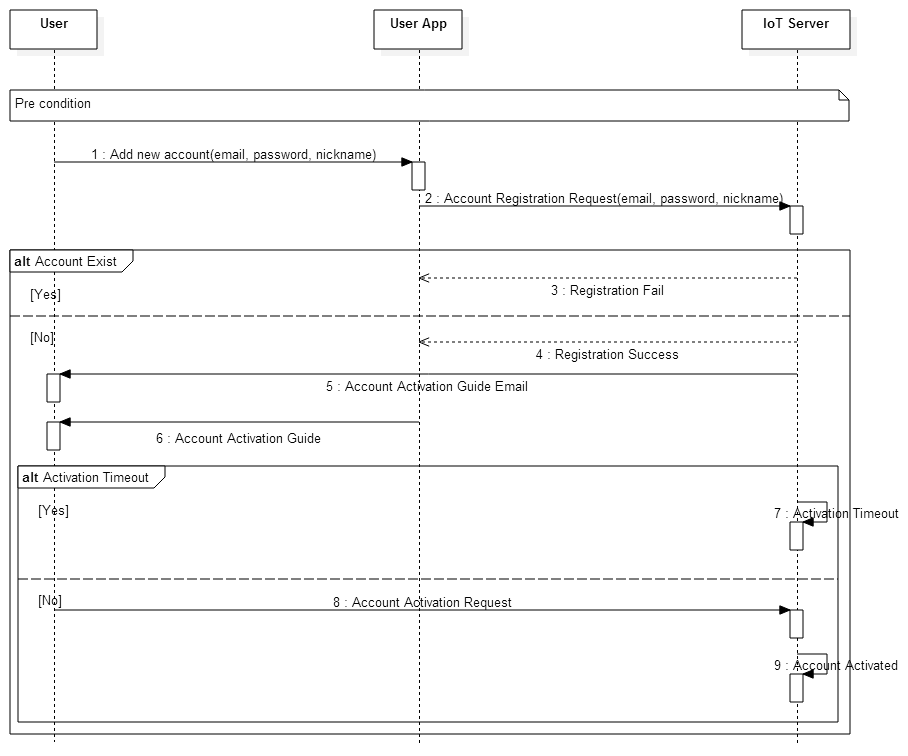 User
User App
IoT Server
Pre condition
1 : Add new account(email, password, nickname)
2 : Account Registration Request(email, password, nickname)
alt Account Exist
3 : Registration Fail
[Yes]
[No]
4 : Registration Success
5 : Account Activation Guide Email
6 : Account Activation Guide
alt Activation Timeout
[Yes]
7 : Activation Timeout
[No]
8 : Account Activation Request
9 : Account Activated